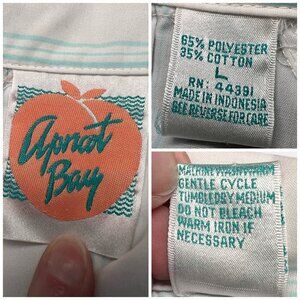 Apricot
Bay
65% POLYESTER
35% COTTON
L
RN: 44391
MADE IN INDONESIA
SEE REVERSE FOR CARE
MACHINE WASH WARM
GENTLE CYCLE
TUMBLE DRY MEDIUM
DO NOT BLEACH
WARM IRON IF
NECESSARY